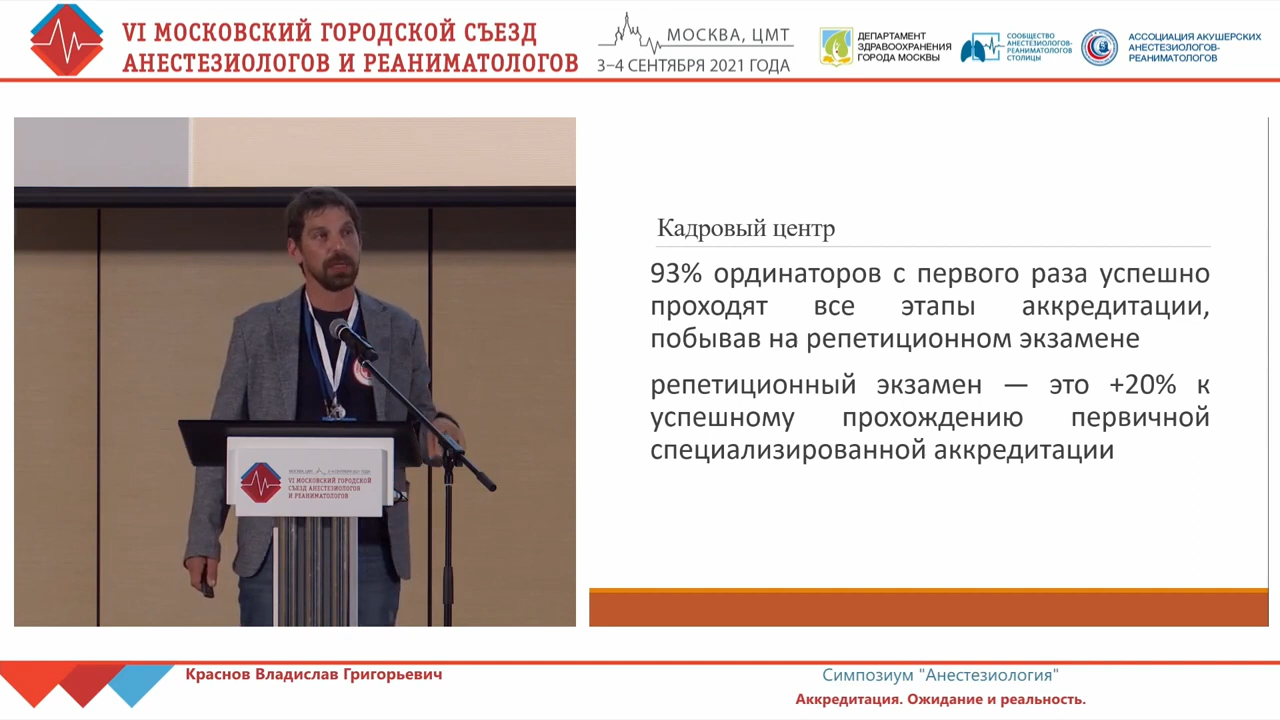 VI МОСКОВСКИЙ ГОРОДСКОЙ СЪЕЗД
АНЕСТЕЗИОЛОГОВ И РЕАНИМАТОЛОГОВ
МОСКВА, ЦМТ
3–4 СЕНТЯБРЯ 2021 ГОДА
ДЕПАРТАМЕНТ
ЗДРАВООХРАНЕНИЯ
ГОРОДА МОСКВЫ
СООБЩЕСТВО
АНЕСТЕЗИОЛОГОВ-
РЕАНИМАТОЛОГОВ
СТОЛИЦЫ
АССОЦИАЦИЯ АКУШЕРСКИХ
АНЕСТЕЗИОЛОГОВ-
РЕАНИМАТОЛОГОВ
Кадровый центр
93% ординаторов с первого раза успешно
проходят все этапы аккредитации,
побывав на репетиционном экзамене
репетиционный экзамен — это +20% к
успешному прохождению первичной
специализированной аккредитации
VI МОСКОВСКИЙ ГОРОДСКОЙ
СЪЕЗД АНЕСТЕЗИОЛОГОВ
И РЕАНИМАТОЛОГОВ
Краснов Владислав Григорьевич
Симпозиум "Анестезиология"
Аккредитация. Ожидание и реальность.